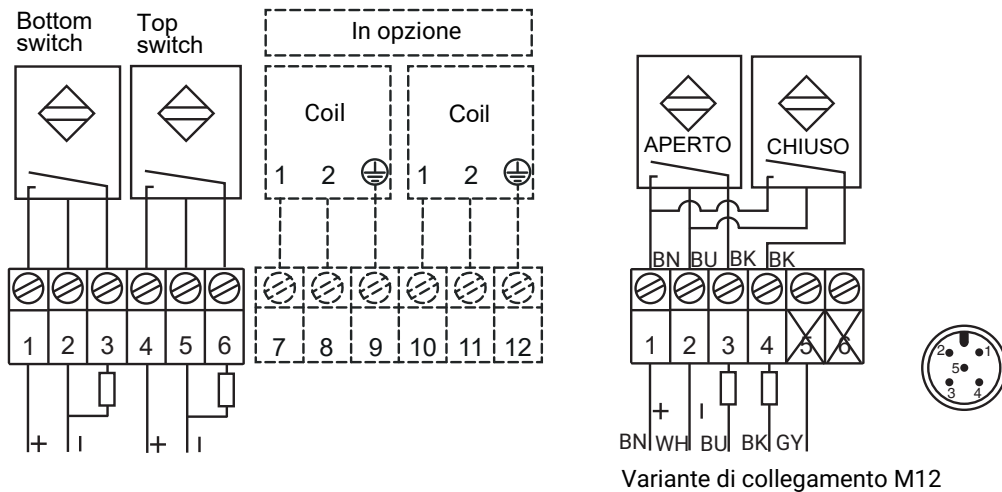 Bottom
switch
Top
switch
In opzione
Coil
Coil
1 2 1 2
APERTO
CHIUSO
BN BU BK BK
1 2 3 4 5 6
7 8 9 10 11 12
1 2 3 4 5 6
+ I + I
+ I
BN WH BU BK GY
2 1
5
3 4
Variante di collegamento M12